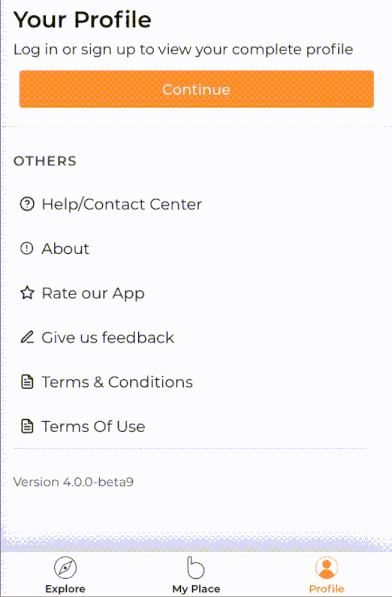 Your Profile
Log in or sign up to view your complete profile
Continue
OTHERS
Help/Contact Center
About
Rate our App
Give us feedback
Terms & Conditions
Terms Of Use
Version 4.0.0-beta9
Explore
My Place
Profile